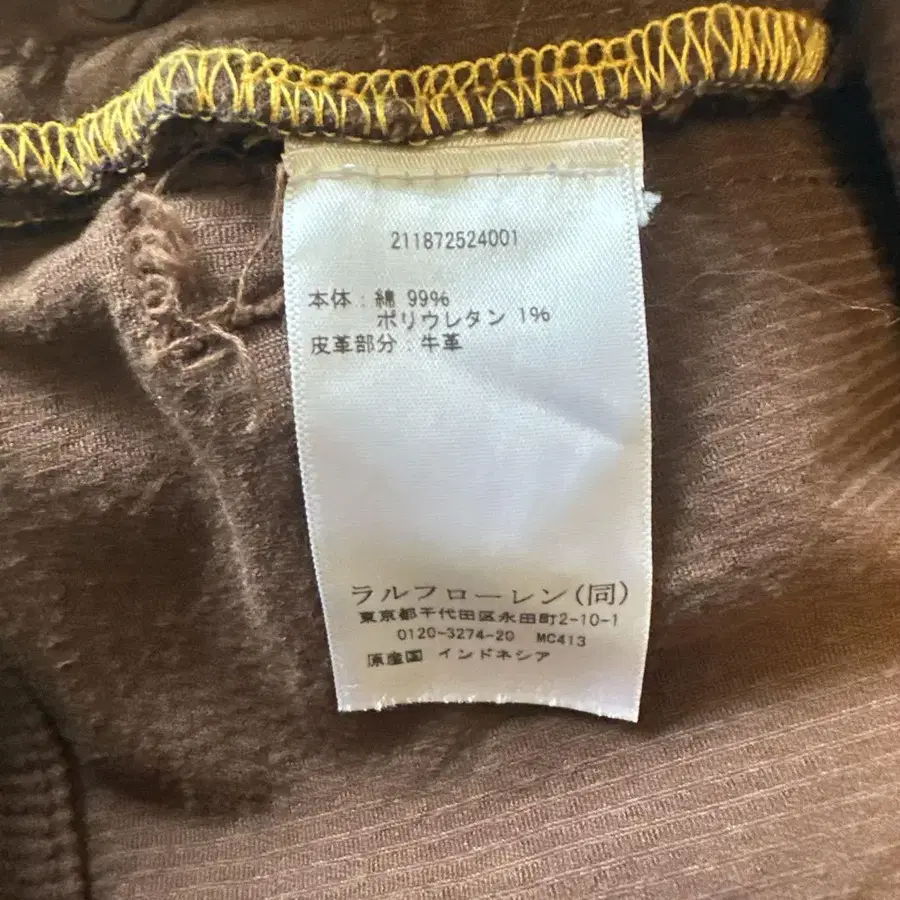 211872524001
本体：綿 99%
ポリウレタン 1%
皮革部分：牛革
ラルフローレン(同)
東京都千代田区永田町2-10-1
0120-3274-20 MC413
原産国 インドネシア